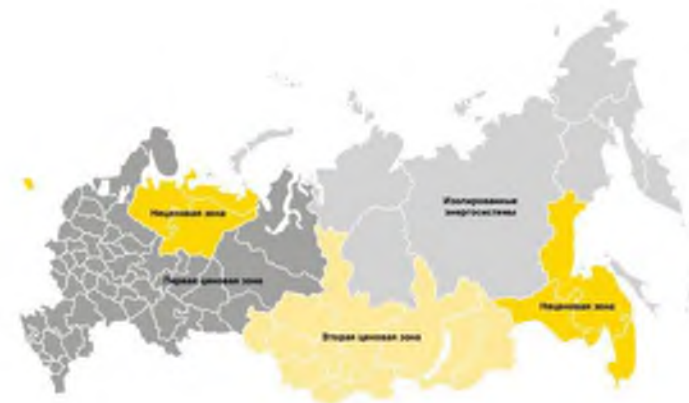 Изолированные
энергосистемы
Неценовая зона
Первая ценовая зона
Неценовая зона
Вторая ценовая зона